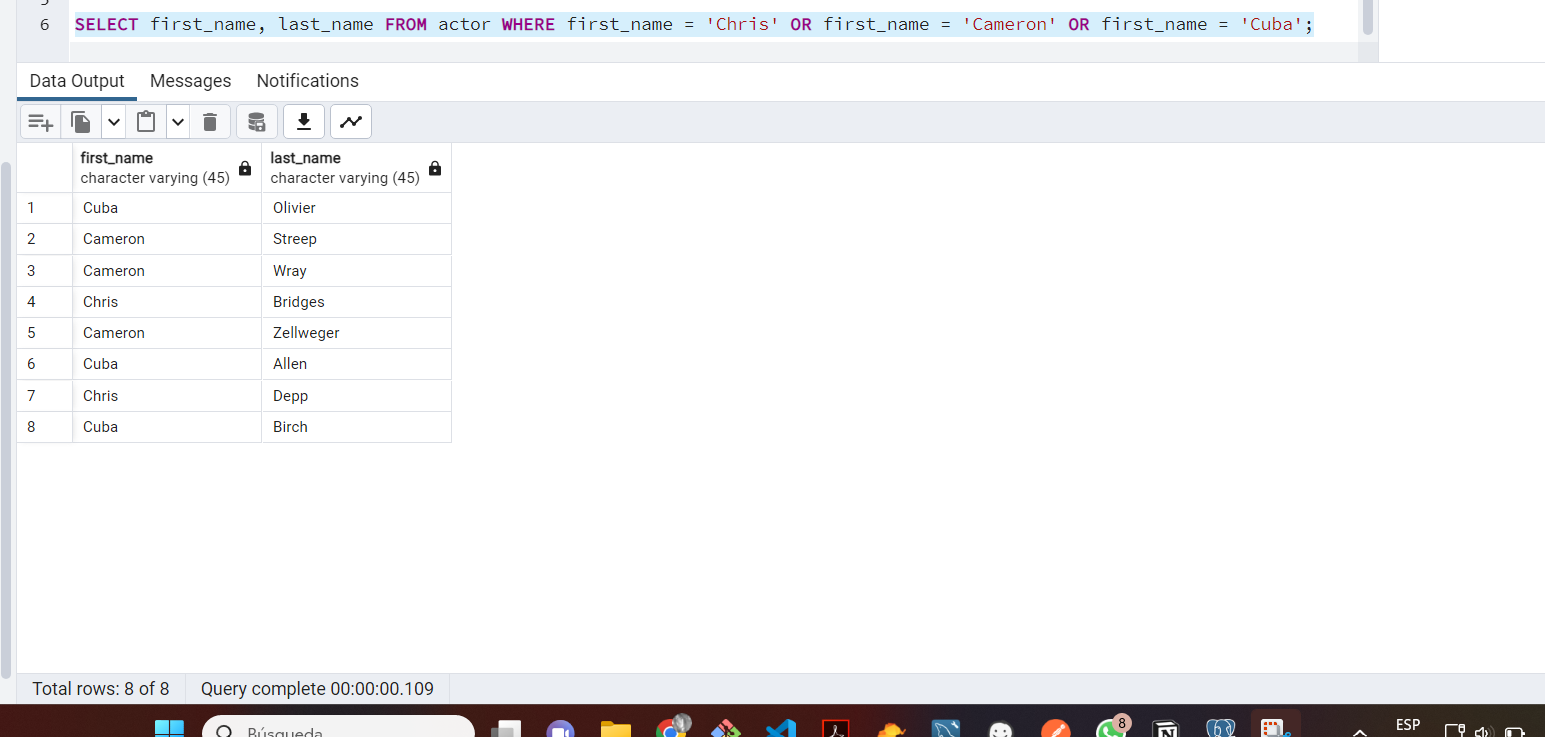 6 SELECT first_name, last_name FROM actor WHERE first_name = 'Chris' OR first_name = 'Cameron' OR first_name = 'Cuba';
Data Output Messages Notifications
first_name last_name
character varying (45) character varying (45)
1 Cuba Olivier
2 Cameron Streep
3 Cameron Wray
4 Chris Bridges
5 Cameron Zellweger
6 Cuba Allen
7 Chris Depp
8 Cuba Birch
Total rows: 8 of 8 Query complete 00:00:00.109
Búsqueda 8 ESP